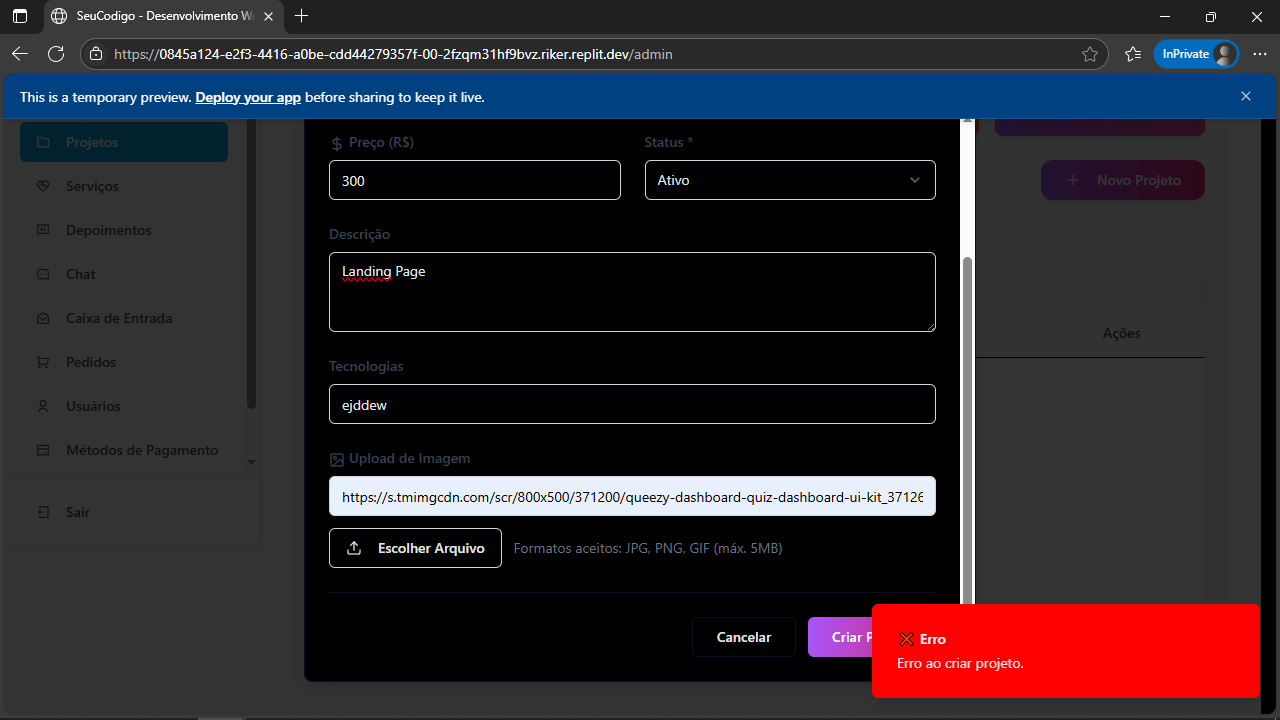 SeuCodigo - Desenvolvimento W
https://0845a124-e2f3-4416-a0be-cdd44279357f-00-2fzqm31hf9bvz.riker.replit.dev/admin
InPrivate
This is a temporary preview. Deploy your app before sharing to keep it live.
Projetos
Serviços
Depoimentos
Chat
Caixa de Entrada
Pedidos
Usuários
Métodos de Pagamento
Sair
Preço (R$)
Status *
300
Ativo
Descrição
Landing Page
Tecnologias
ejddew
Upload de Imagem
https://s.tmimgcdn.com/scr/800x500/371200/queezy-dashboard-quiz-dashboard-ui-kit_37126
Escolher Arquivo
Formatos aceitos: JPG, PNG, GIF (máx. 5MB)
Cancelar
Criar P
Novo Projeto
Ações
Erro
Erro ao criar projeto.